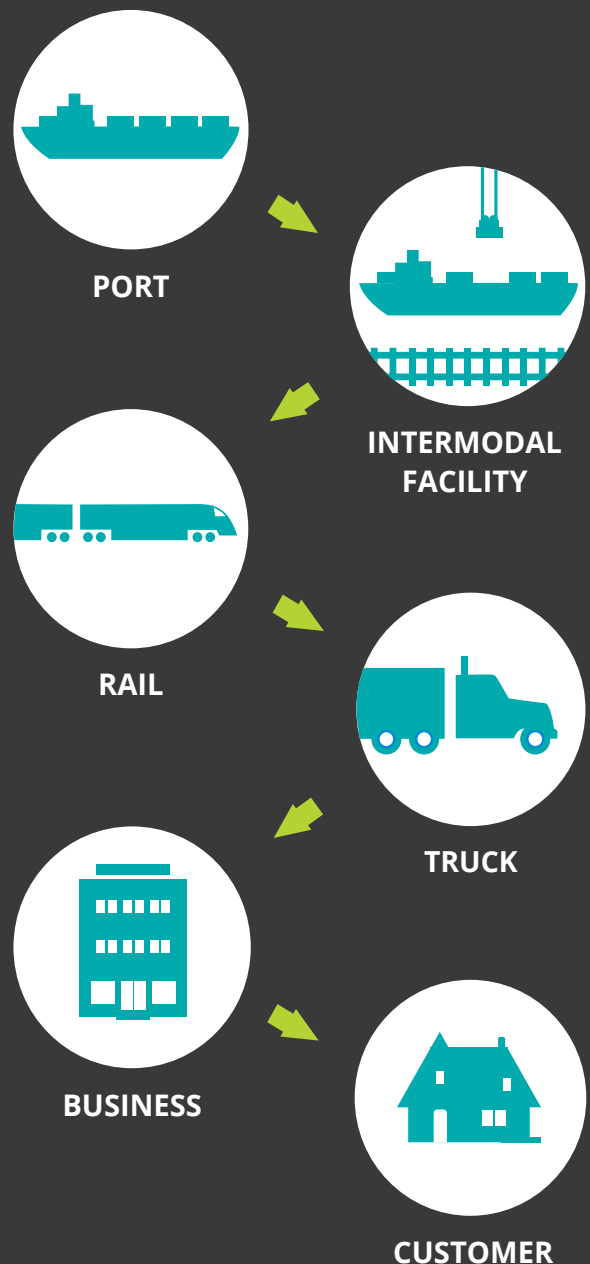 PORT
INTERMODAL
FACILITY
RAIL
TRUCK
BUSINESS
CUSTOMER